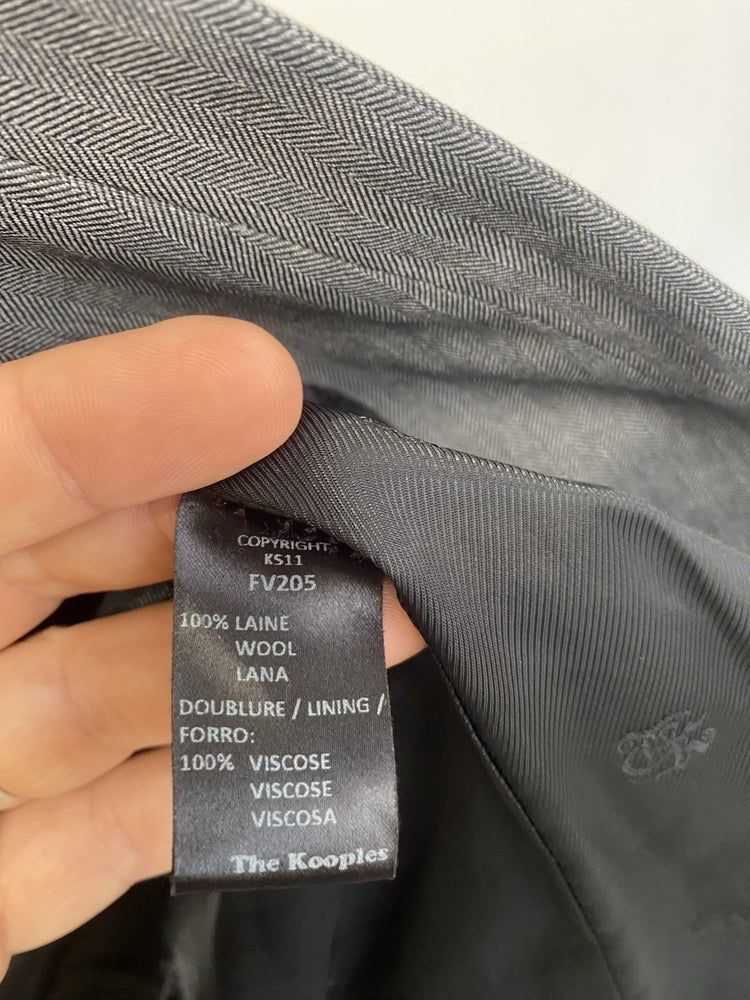 COPYRIGHT
KS11
FV205
100% LAINE
WOOL
LANA
DOUBLURE / LINING /
FORRO:
100% VISCOSE
VISCOSE
VISCOSA
The Kooples